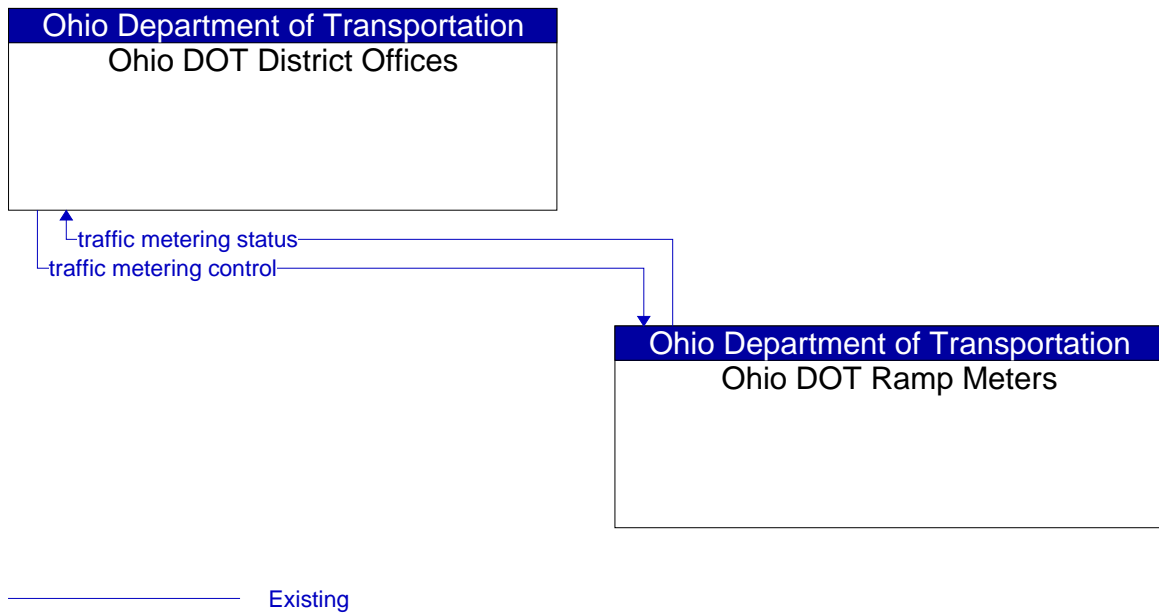 Ohio Department of Transportation
Ohio DOT District Offices
traffic metering status
traffic metering control
Ohio Department of Transportation
Ohio DOT Ramp Meters
Existing